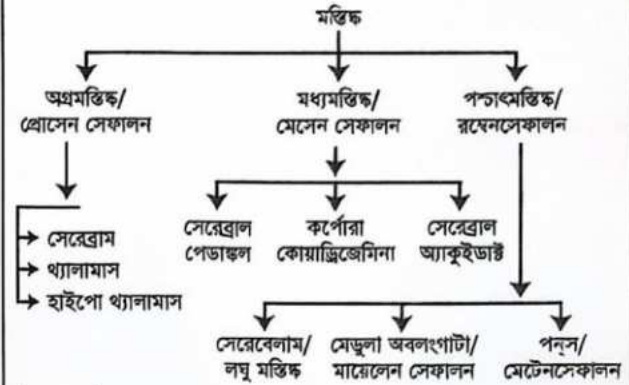 মস্তিষ্ক
অগ্রমস্তিষ্ক/
প্রোসেন সেফালন
মধ্যমস্তিষ্ক/
মেসেন সেফালন
পশ্চাৎমস্তিষ্ক/
রম্বেনসেফালন
সেরেব্রাম
থ্যালামাস
হাইপো থ্যালামাস
সেরেব্রাল
পেডাঙ্কল
কর্পোরা
কোয়াড্রিজেমিনা
সেরেব্রাল
অ্যাকুইডাক্ট
সেরেবেলাম/
লঘু মস্তিষ্ক
মেডুলা অবলংগাটা/
মায়েলেন সেফালন
পন্স/
মেটেনসেফালন